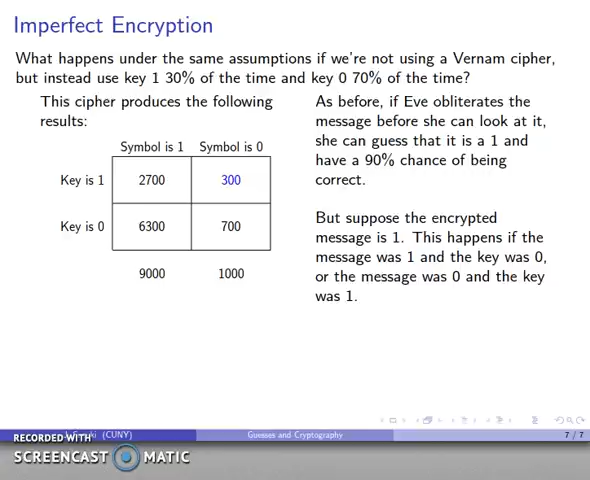 Imperfect Encryption
What happens under the same assumptions if we're not using a Vernam cipher,
but instead use key 1 30% of the time and key 0 70% of the time?
This cipher produces the following
results:
Symbol is 1 Symbol is 0
Key is 1 2700 300
Key is 0 6300 700
9000 1000
As before, if Eve obliterates the
message before she can look at it,
she can guess that it is a 1 and
have a 90% chance of being
correct.
But suppose the encrypted
message is 1. This happens if the
message was 1 and the key was 0,
or the message was 0 and the key
was 1.
(CUNY) Guesses and Cryptography 7 / 7
RECORDED WITH
SCREENCAST MATIC